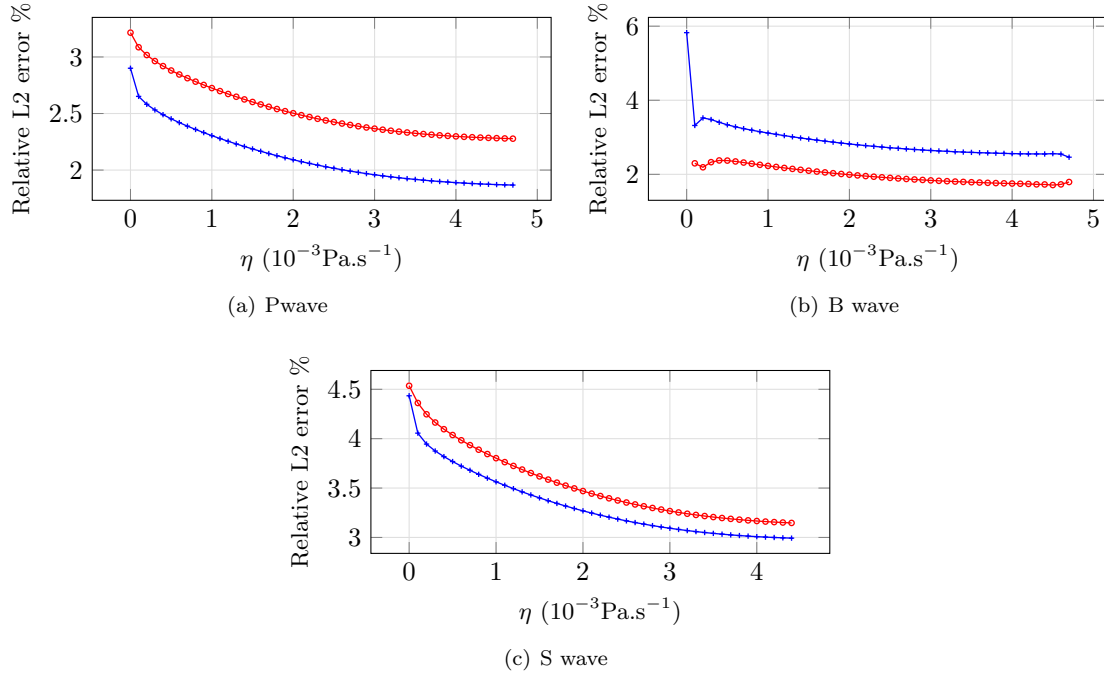 3
2.5
2
Relative L2 error %
0 1 2 3 4 5
η (10⁻³Pa.s⁻¹)
(a) Pwave
6
4
2
Relative L2 error %
0 1 2 3 4 5
η (10⁻³Pa.s⁻¹)
(b) B wave
4.5
4
3.5
3
Relative L2 error %
0 1 2 3 4
η (10⁻³Pa.s⁻¹)
(c) S wave